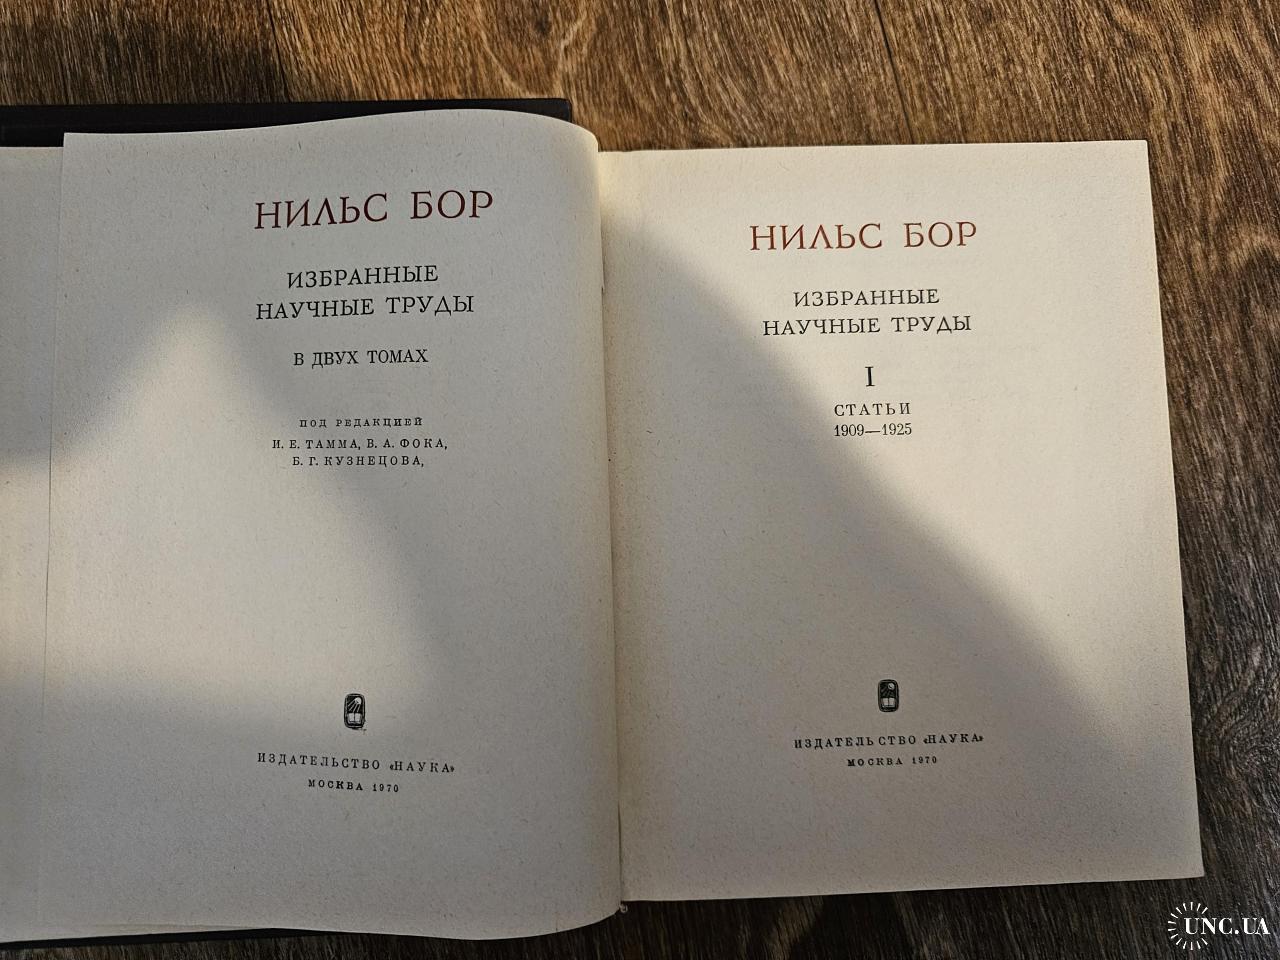 НИЛЬС БОР
ИЗБРАННЫЕ
НАУЧНЫЕ ТРУДЫ
В ДВУХ ТОМАХ
ПОД РЕДАКЦИЕЙ
И. Е. ТАММА, В. А. ФОКА,
Б. Г. КУЗНЕЦОВА,
ИЗДАТЕЛЬСТВО «НАУКА»
МОСКВА 1970
НИЛЬС БОР
ИЗБРАННЫЕ
НАУЧНЫЕ ТРУДЫ
I
СТАТЬИ
1909—1925
ИЗДАТЕЛЬСТВО «НАУКА»
МОСКВА 1970
UNC.UA